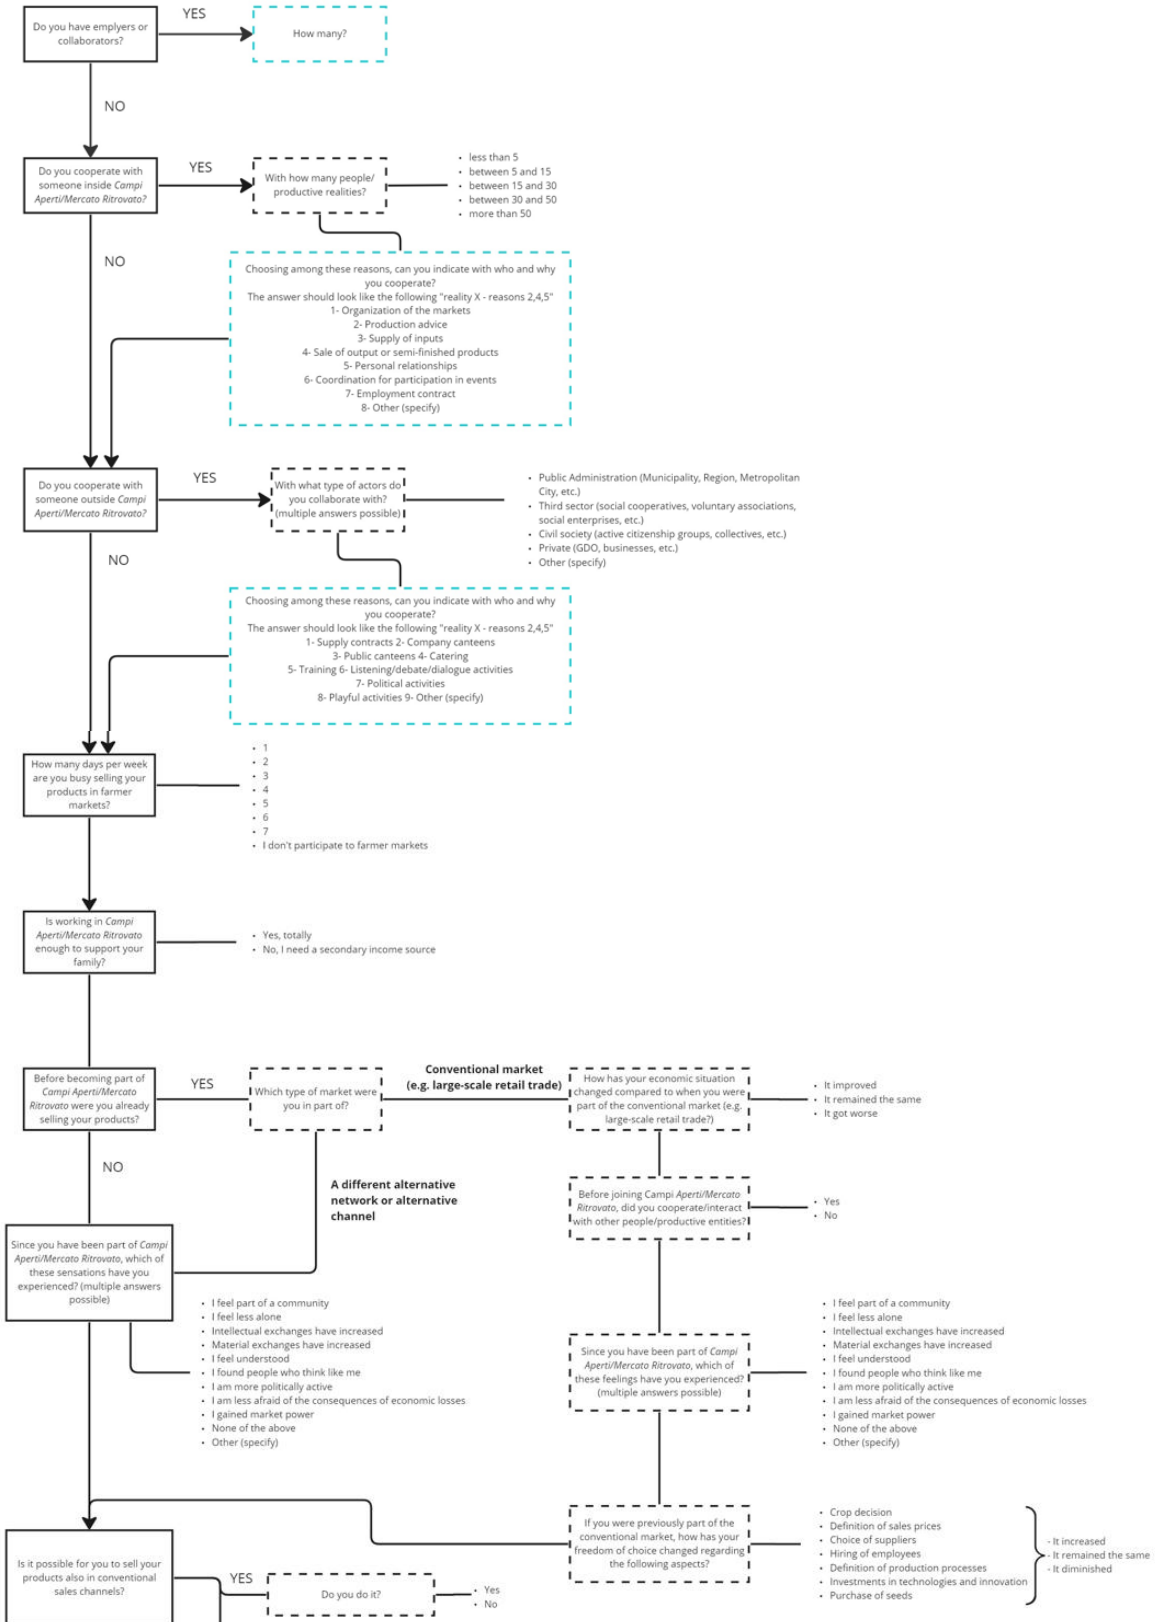 Do you have emplyers or
collaborators?
YES
How many?
NO
Do you cooperate with
someone inside Campi
Aperti/Mercato Ritrovato?
YES
With how many people/
productive realities?
• less than 5
• between 5 and 15
• between 15 and 30
• between 30 and 50
• more than 50
NO
Choosing among these reasons, can you indicate with who and why
you cooperate?
The answer should look like the following "reality X - reasons 2,4,5"
1- Organization of the markets
2- Production advice
3- Supply of inputs
4- Sale of output or semi-finished products
5- Personal relationships
6- Coordination for participation in events
7- Employment contract
8- Other (specify)
Do you cooperate with
someone outside Campi
Aperti/Mercato Ritrovato?
YES
With what type of actors do
you collaborate with?
(multiple answers possible)
• Public Administration (Municipality, Region, Metropolitan
City, etc.)
• Third sector (social cooperatives, voluntary associations,
social enterprises, etc.)
• Civil society (active citizenship groups, collectives, etc.)
• Private (GDO, businesses, etc.)
• Other (specify)
NO
Choosing among these reasons, can you indicate with who and why
you cooperate?
The answer should look like the following "reality X - reasons 2,4,5"
1- Supply contracts 2- Company canteens
3- Public canteens 4- Catering
5- Training 6- Listening/debate/dialogue activities
7- Political activities
8- Playful activities 9- Other (specify)
How many days per week
are you busy selling your
products in farmer
markets?
• 1
• 2
• 3
• 4
• 5
• 6
• 7
• I don't participate to farmer markets
Is working in Campi
Aperti/Mercato Ritrovato
enough to support your
family?
• Yes, totally
• No, I need a secondary income source
Before becoming part of
Campi Aperti/Mercato
Ritrovato were you already
selling your products?
YES
Which type of market were
you in part of?
Conventional market
(e.g. large-scale retail trade)
How has your economic situation
changed compared to when you were
part of the conventional market (e.g.
large-scale retail trade?)
• It improved
• It remained the same
• It got worse
NO
A different alternative
network or alternative
channel
Before joining Campi Aperti/Mercato
Ritrovato, did you cooperate/interact
with other people/productive entities?
• Yes
• No
Since you have been part of Campi
Aperti/Mercato Ritrovato, which of
these sensations have you
experienced? (multiple answers
possible)
• I feel part of a community
• I feel less alone
• Intellectual exchanges have increased
• Material exchanges have increased
• I feel understood
• I found people who think like me
• I am more politically active
• I am less afraid of the consequences of economic losses
• I gained market power
• None of the above
• Other (specify)
Since you have been part of Campi
Aperti/Mercato Ritrovato, which of
these feelings have you experienced?
(multiple answers possible)
• I feel part of a community
• I feel less alone
• Intellectual exchanges have increased
• Material exchanges have increased
• I feel understood
• I found people who think like me
• I am more politically active
• I am less afraid of the consequences of economic losses
• I gained market power
• None of the above
• Other (specify)
If you were previously part of the
conventional market, how has your
freedom of choice changed regarding
the following aspects?
• Crop decision
• Definition of sales prices
• Choice of suppliers
• Hiring of employees
• Definition of production processes
• Investments in technologies and innovation
• Purchase of seeds
- It increased
- It remained the same
- It diminished
Is it possible for you to sell your
products also in conventional
sales channels?
YES
Do you do it?
• Yes
• No